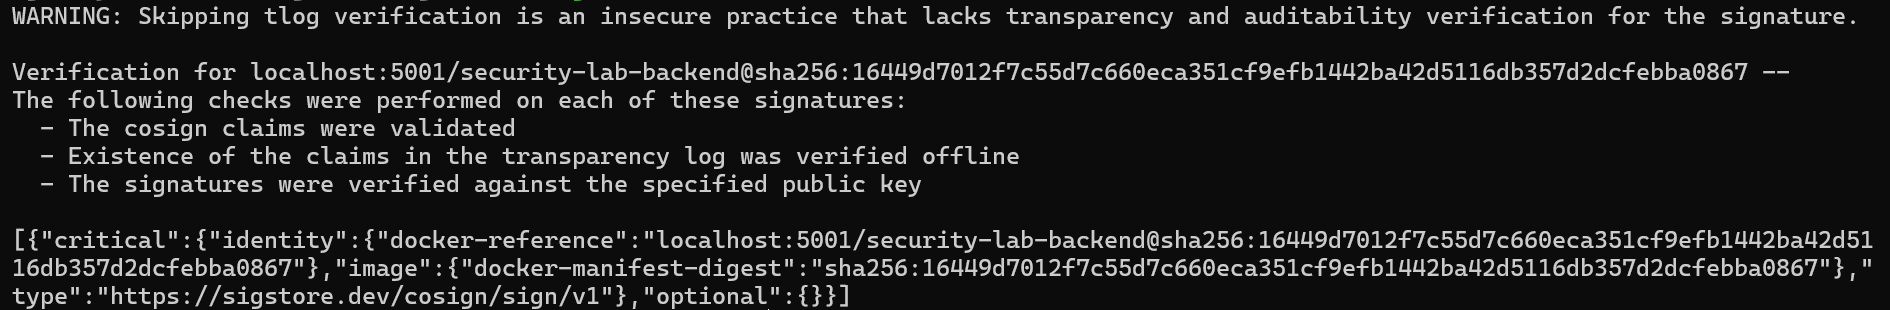 WARNING: Skipping tlog verification is an insecure practice that lacks transparency and auditability verification for the signature.
Verification for localhost:5001/security-lab-backend@sha256:16449d7012f7c55d7c660eca351cf9efb1442ba42d5116db357d2dcfebba0867 --
The following checks were performed on each of these signatures:
  - The cosign claims were validated
  - Existence of the claims in the transparency log was verified offline
  - The signatures were verified against the specified public key
[{"critical":{"identity":{"docker-reference":"localhost:5001/security-lab-backend@sha256:16449d7012f7c55d7c660eca351cf9efb1442ba42d51
16db357d2dcfebba0867"},"image":{"docker-manifest-digest":"sha256:16449d7012f7c55d7c660eca351cf9efb1442ba42d5116db357d2dcfebba0867"},"
type":"https://sigstore.dev/cosign/sign/v1"},"optional":{}}]